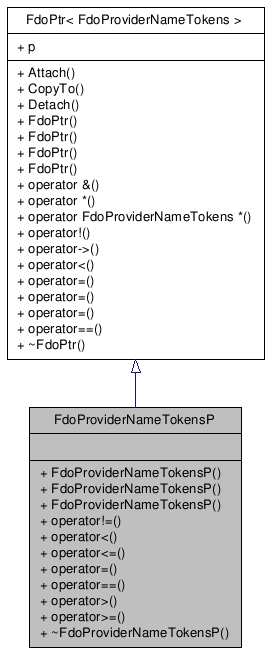 FdoPtr< FdoProviderNameTokens >
+ p
+ Attach()
+ CopyTo()
+ Detach()
+ FdoPtr()
+ FdoPtr()
+ FdoPtr()
+ FdoPtr()
+ operator &()
+ operator *()
+ operator FdoProviderNameTokens *()
+ operator!()
+ operator->()
+ operator<()
+ operator=()
+ operator=()
+ operator=()
+ operator==()
+ ~FdoPtr()
FdoProviderNameTokensP
+ FdoProviderNameTokensP()
+ FdoProviderNameTokensP()
+ FdoProviderNameTokensP()
+ operator!=()
+ operator<()
+ operator<=()
+ operator=()
+ operator==()
+ operator>()
+ operator>=()
+ ~FdoProviderNameTokensP()